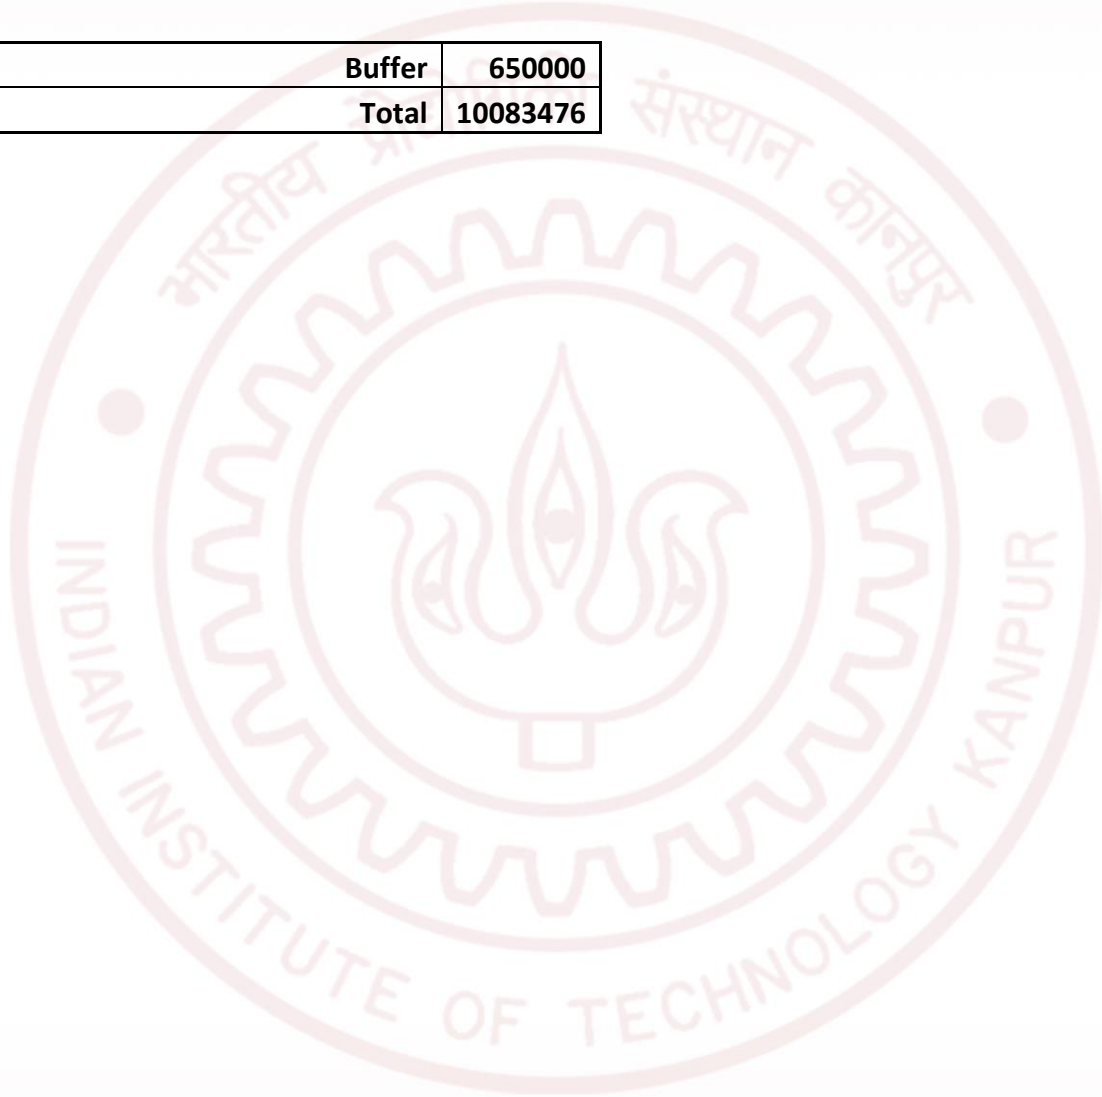 Buffer 650000
Total 10083476
भारतीय प्रौद्योगिकी संस्थान कानपुर
INDIAN INSTITUTE OF TECHNOLOGY KANPUR